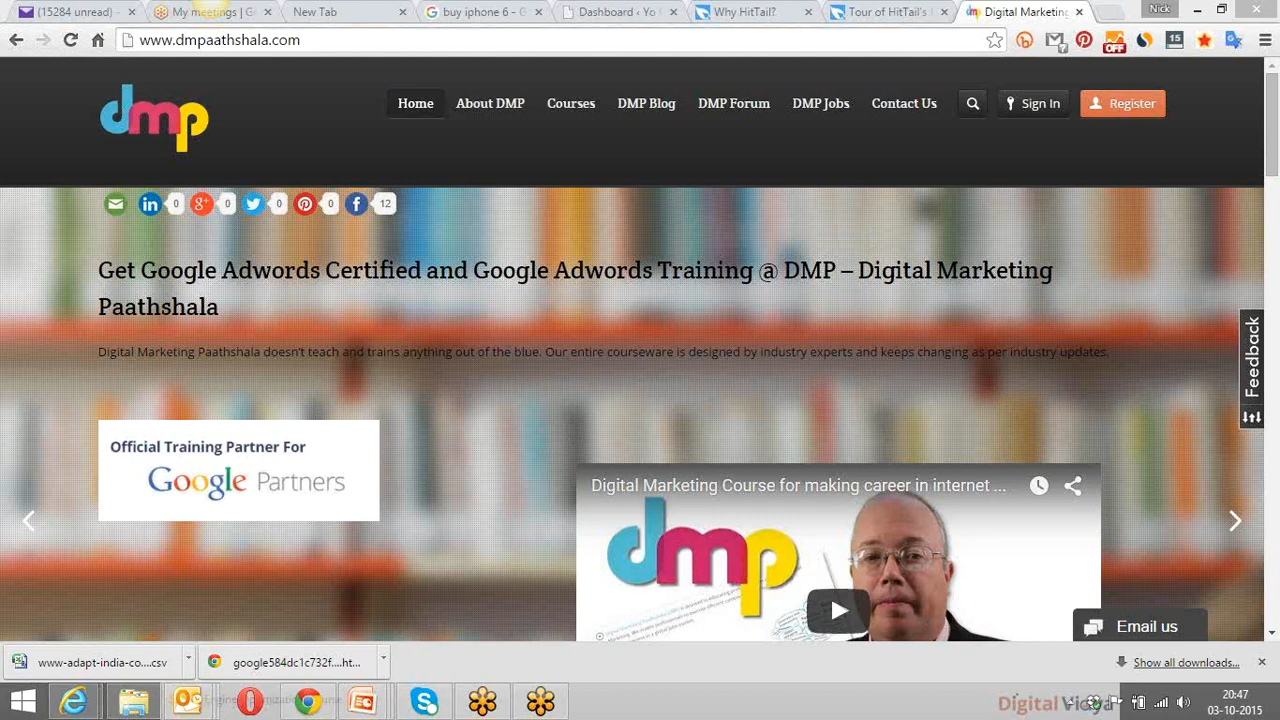 (15284 unread) -
My meetings | G
New Tab
buy iphone 6 - G
Dashboard ‹ Yo
Why HitTail?
Tour of HitTail's
Digital Marketing
Nick
www.dmpaathshala.com
OFF
15
dmp
Home
About DMP
Courses
DMP Blog
DMP Forum
DMP Jobs
Contact Us
Sign In
Register
0
0
0
0
12
Get Google Adwords Certified and Google Adwords Training @ DMP – Digital Marketing
Paathshala
Digital Marketing Paathshala doesn't teach and trains anything out of the blue. Our entire courseware is designed by industry experts and keeps changing as per industry updates.
Feedback
Official Training Partner For
Google Partners
Digital Marketing Course for making career in internet ...
dmp
Email us
www-adapt-india-co....csv
google584dc1c732f....ht...
Show all downloads...
Digital Vidya
20:47
03-10-2015